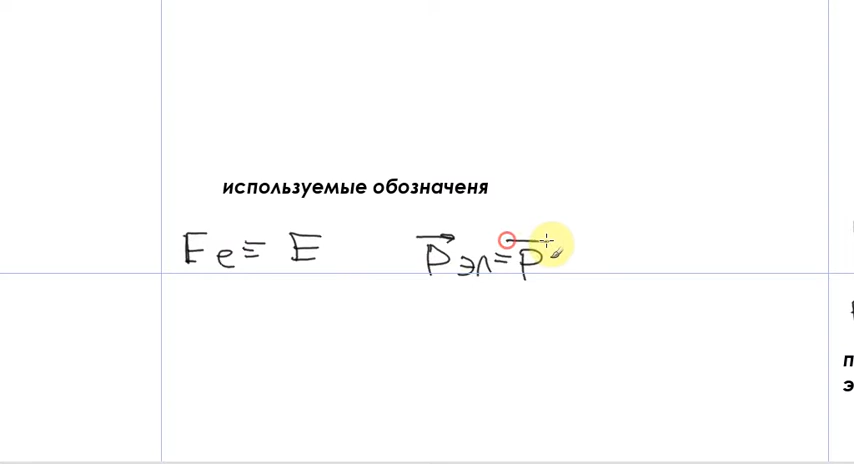 используемые обозначеня
Fe ≡ E
Pэл = P
п
э